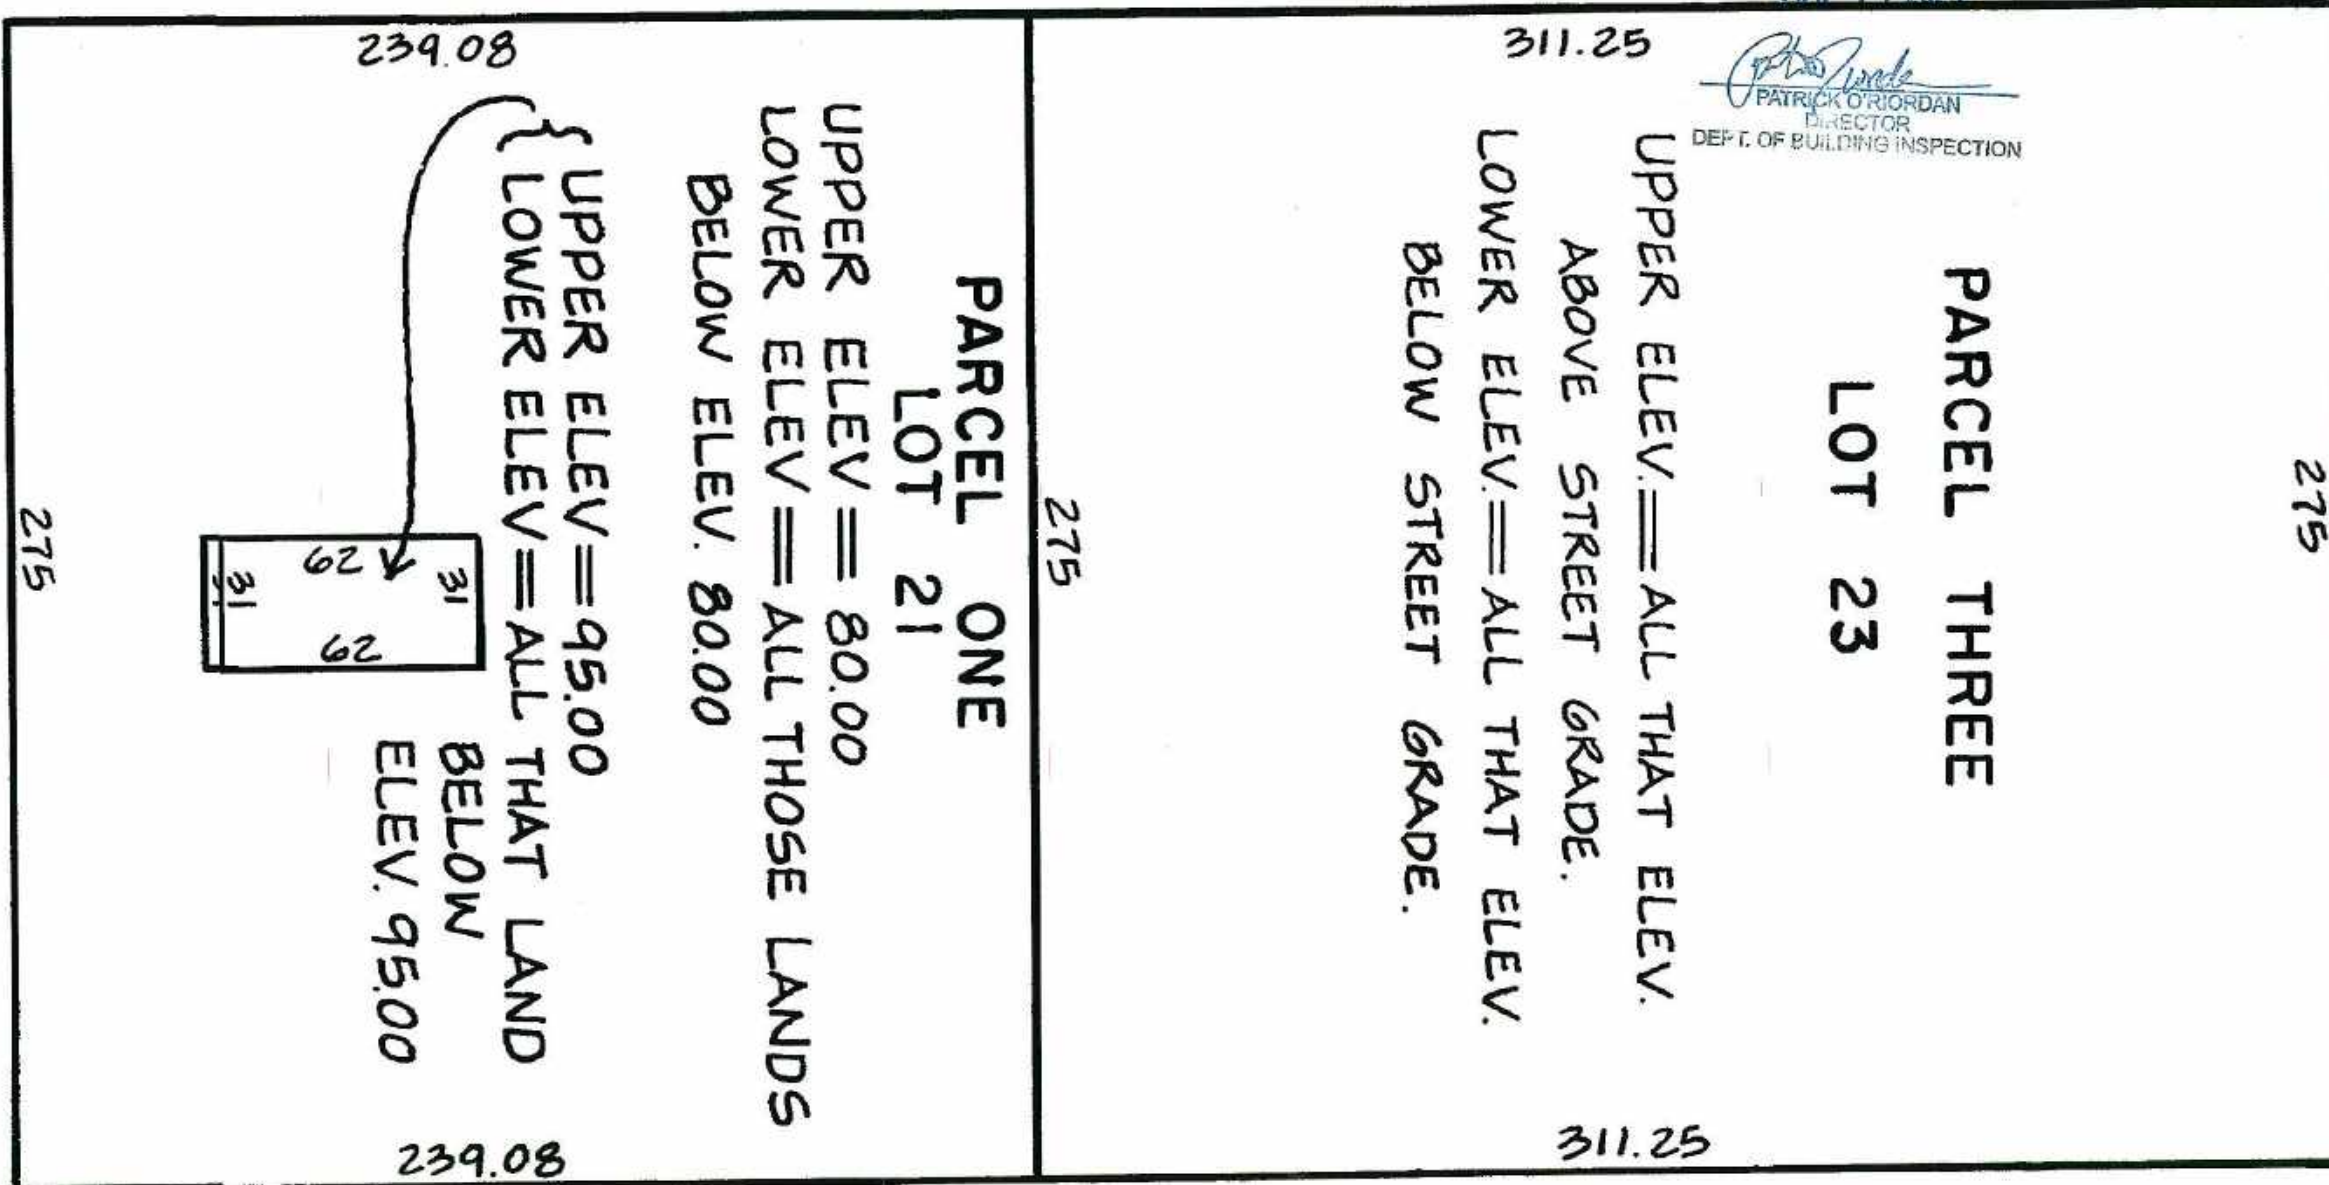 239.08
311.25
PATRICK O'RIORDAN
DIRECTOR
DEPT. OF BUILDING INSPECTION
275
PARCEL THREE
LOT 23
UPPER ELEV.=ALL THAT ELEV.
ABOVE STREET GRADE.
LOWER ELEV.=ALL THAT ELEV.
BELOW STREET GRADE.
311.25
275
PARCEL ONE
LOT 21
UPPER ELEV = 80.00
LOWER ELEV = ALL THOSE LANDS
BELOW ELEV. 80.00
UPPER ELEV=95.00
LOWER ELEV=ALL THAT LAND
BELOW
ELEV. 95.00
31
62
62
31
275
239.08